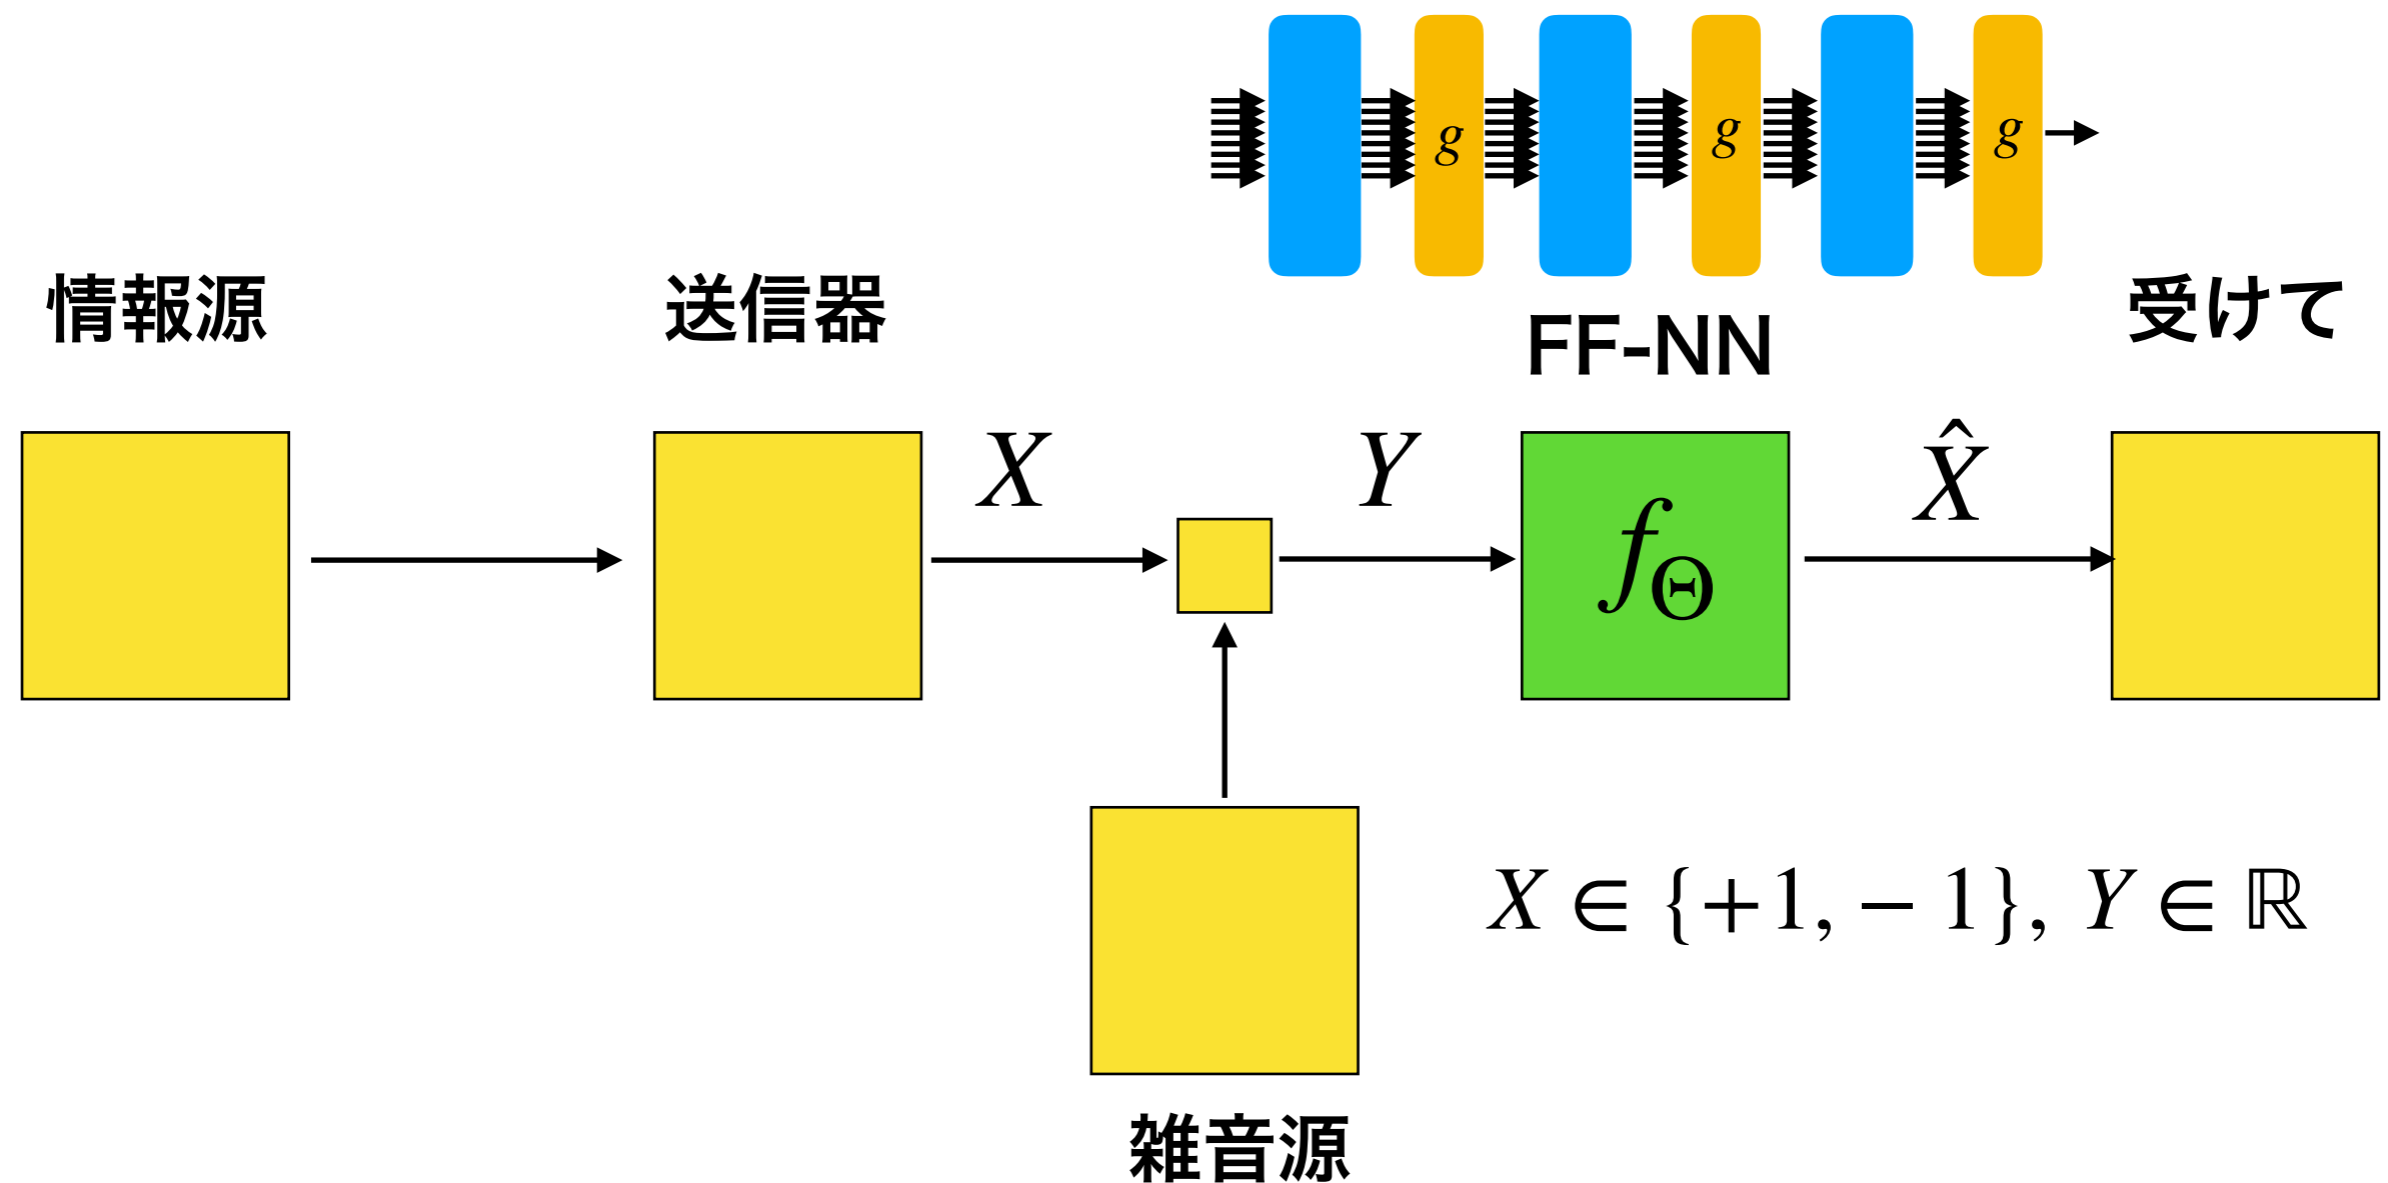 g g g
情報源 送信器 FF-NN 受けて
X Y f_Θ X̂
X ∈ {+1, − 1}, Y ∈ ℝ
雑音源